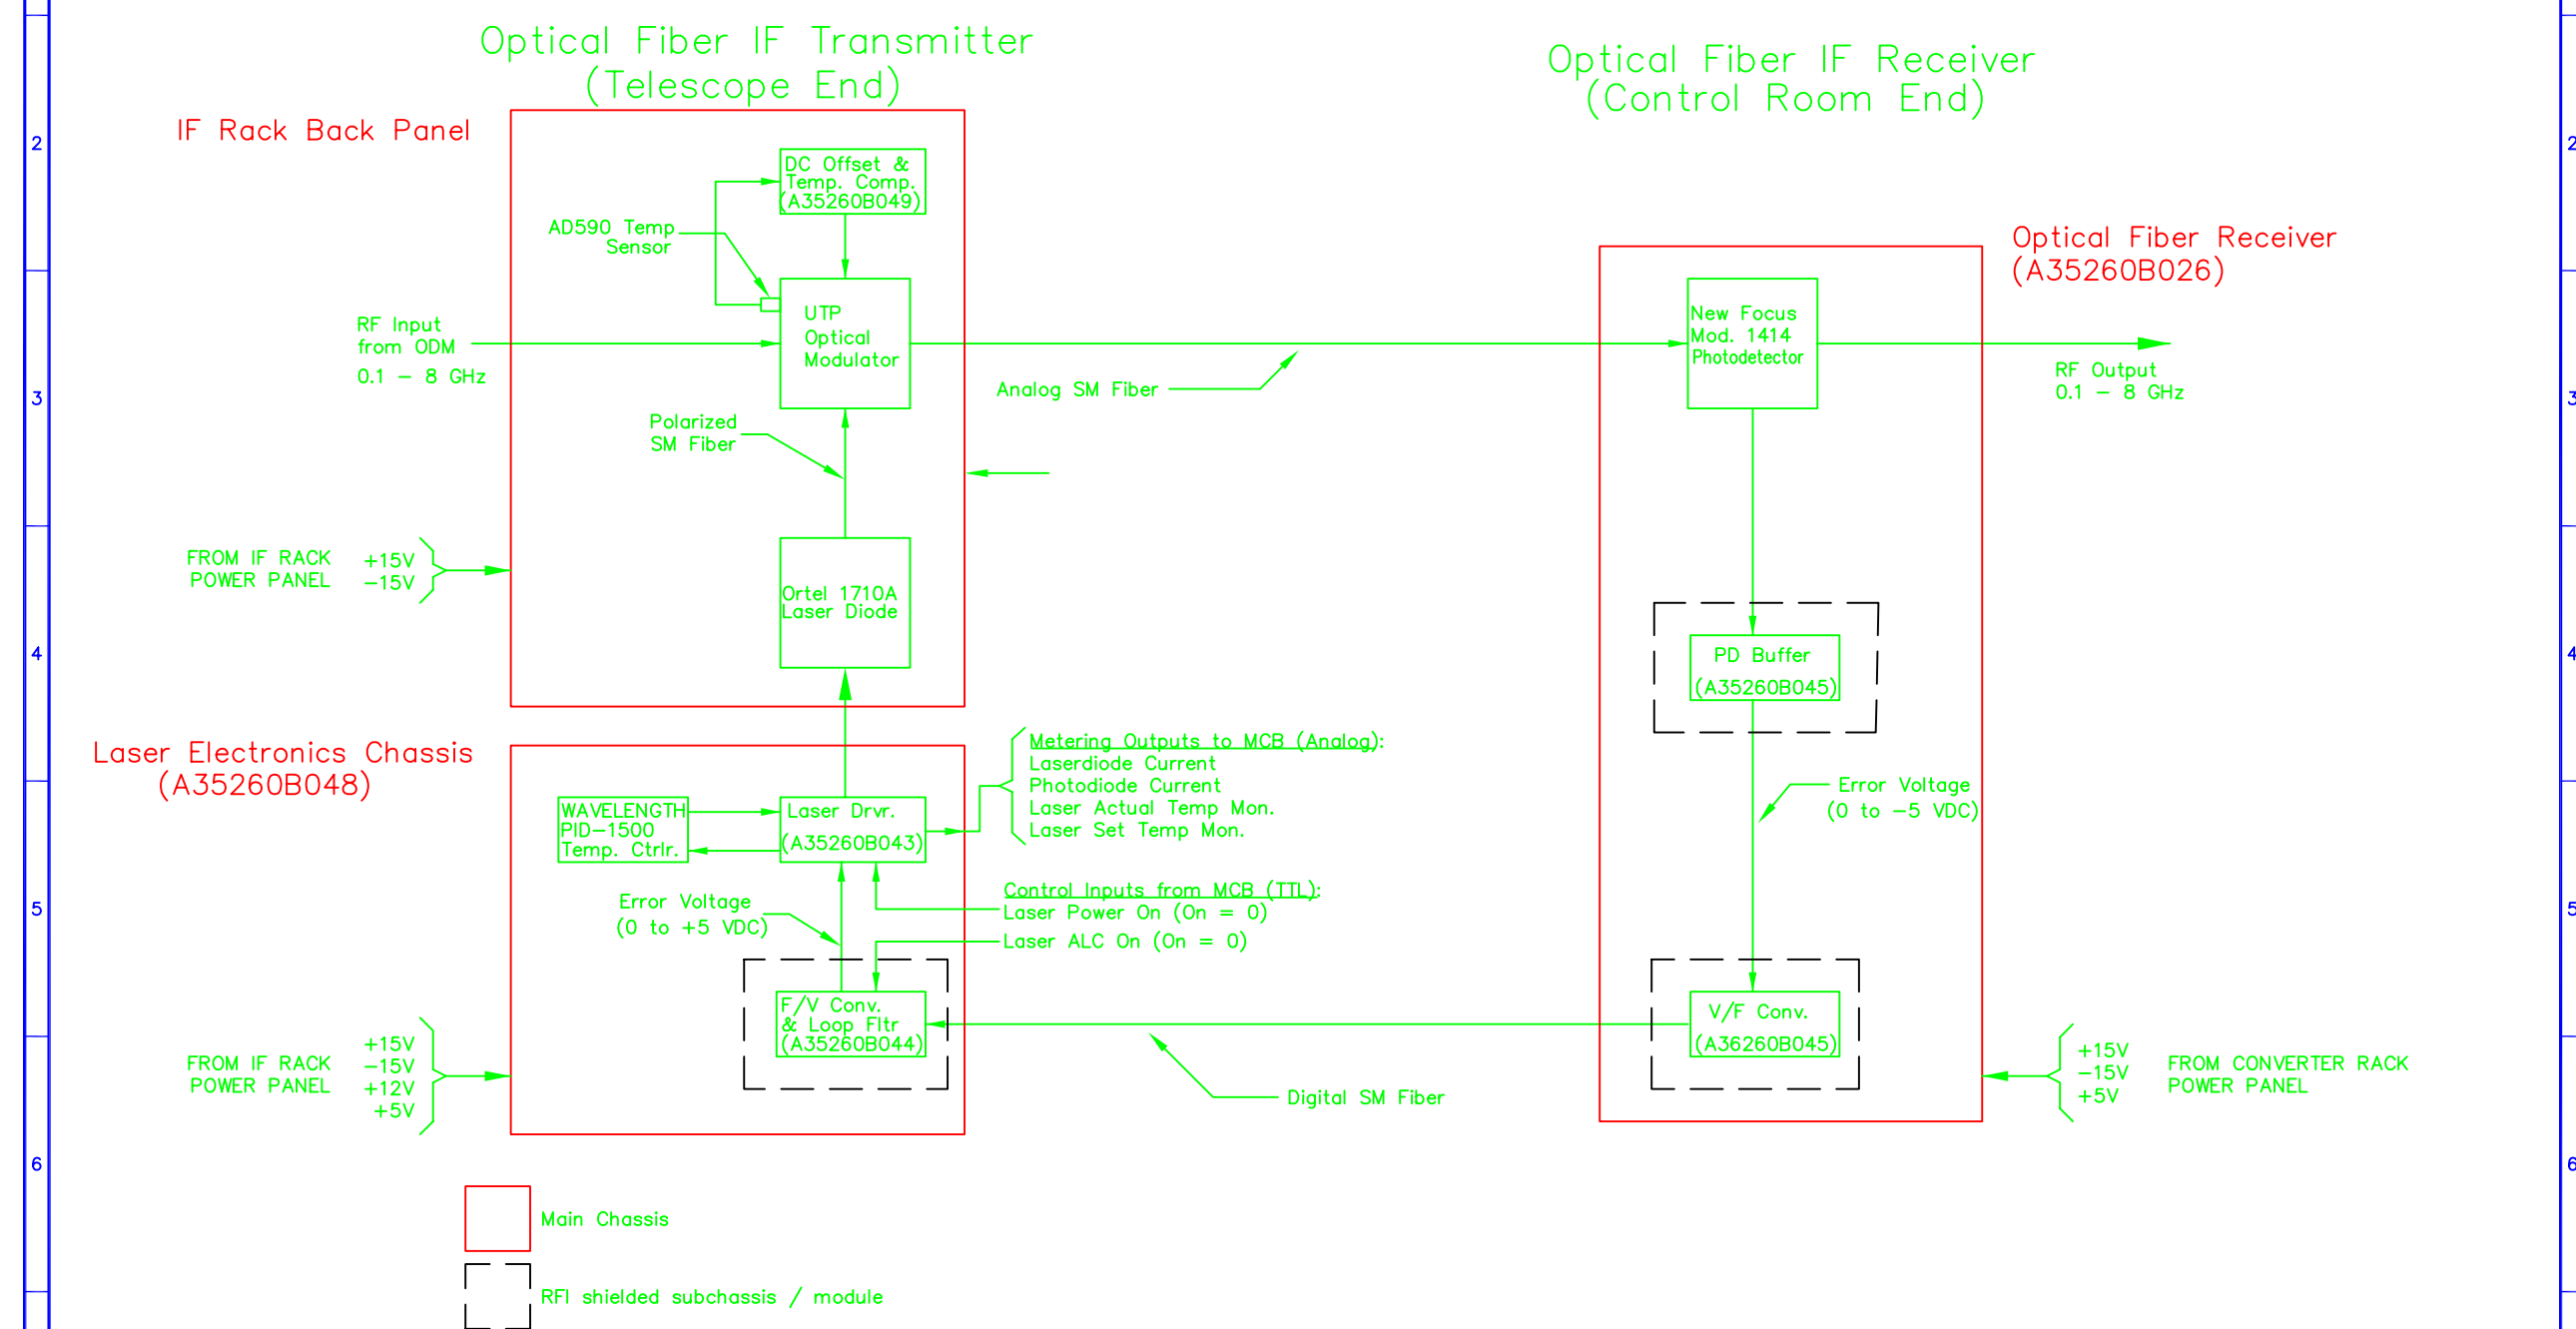 Optical Fiber IF Transmitter
(Telescope End)
Optical Fiber IF Receiver
(Control Room End)
IF Rack Back Panel
2
2
DC Offset &
Temp. Comp.
(A35260B049)
AD590 Temp
Sensor
Optical Fiber Receiver
(A35260B026)
RF Input
from ODM
0.1 - 8 GHz
UTP
Optical
Modulator
New Focus
Mod. 1414
Photodetector
RF Output
0.1 - 8 GHz
Analog SM Fiber
3
3
Polarized
SM Fiber
FROM IF RACK
POWER PANEL
+15V
-15V
Ortel 1710A
Laser Diode
4
4
PD Buffer
(A35260B045)
Laser Electronics Chassis
(A35260B048)
Metering Outputs to MCB (Analog):
Laserdiode Current
Photodiode Current
Laser Actual Temp Mon.
Laser Set Temp Mon.
WAVELENGTH
PID-1500
Temp. Ctrlr.
Laser Drvr.
(A35260B043)
Error Voltage
(0 to -5 VDC)
Error Voltage
(0 to +5 VDC)
Control Inputs from MCB (TTL):
Laser Power On (On = 0)
Laser ALC On (On = 0)
5
5
F/V Conv.
& Loop Fltr
(A35260B044)
V/F Conv.
(A36260B045)
FROM IF RACK
POWER PANEL
+15V
-15V
+12V
+5V
Digital SM Fiber
+15V
-15V
+5V
FROM CONVERTER RACK
POWER PANEL
6
6
Main Chassis
RFI shielded subchassis / module